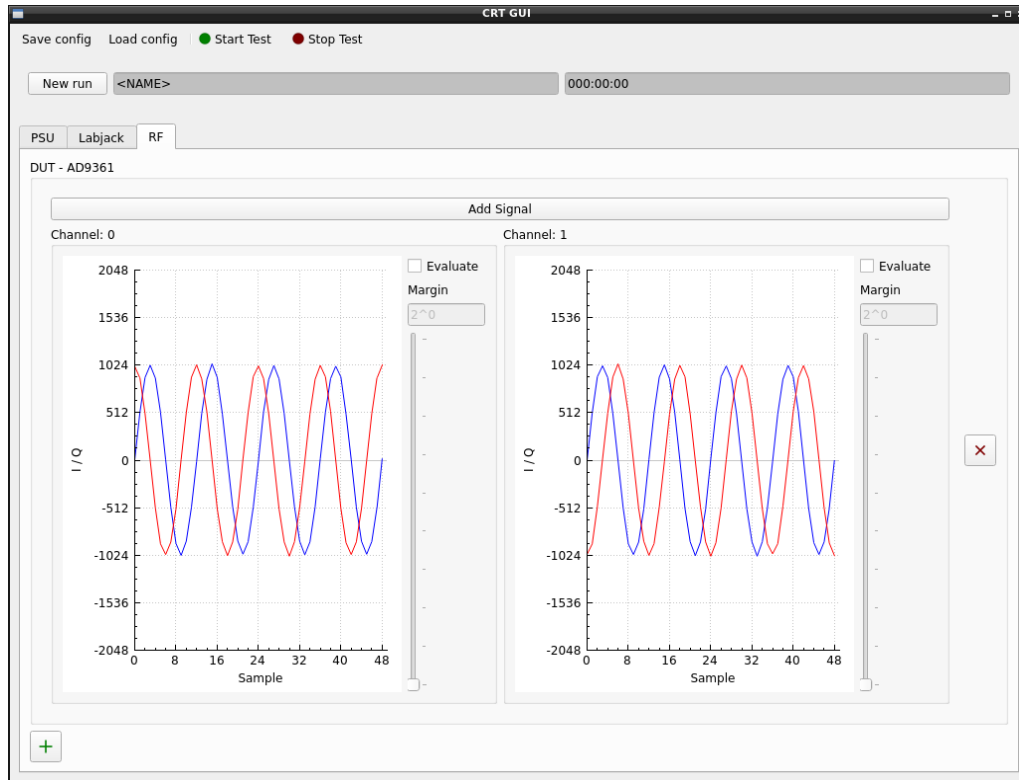 CRT GUI
Save config Load config Start Test Stop Test
New run <NAME> 000:00:00
PSU Labjack RF
DUT - AD9361
Add Signal
Channel: 0
Evaluate
Margin
2^0
2048
1536
1024
512
0
-512
-1024
-1536
-2048
I / Q
0 8 16 24 32 40 48
Sample
Channel: 1
Evaluate
Margin
2^0
2048
1536
1024
512
0
-512
-1024
-1536
-2048
I / Q
0 8 16 24 32 40 48
Sample